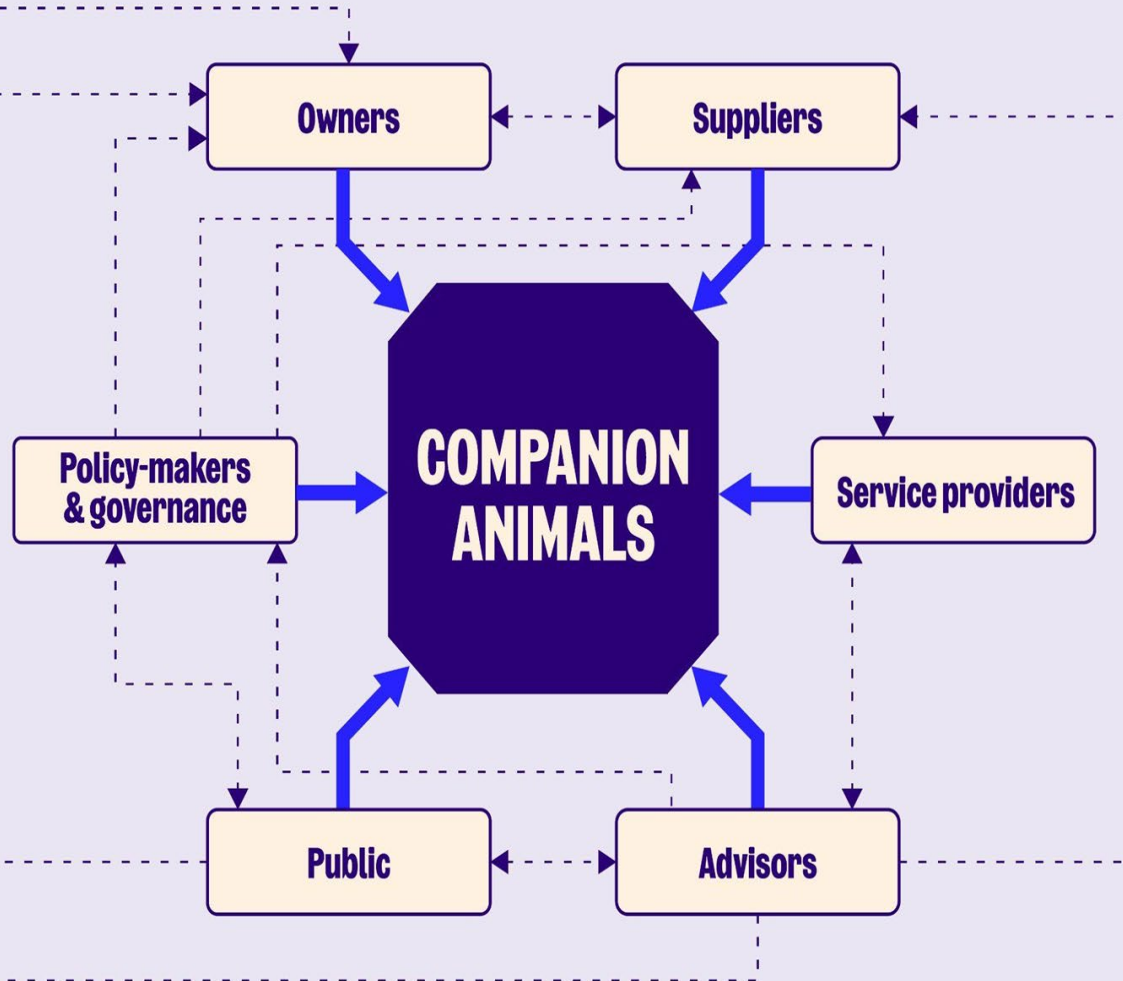 Owners
Suppliers
Policy-makers
& governance
COMPANION
ANIMALS
Service providers
Public
Advisors